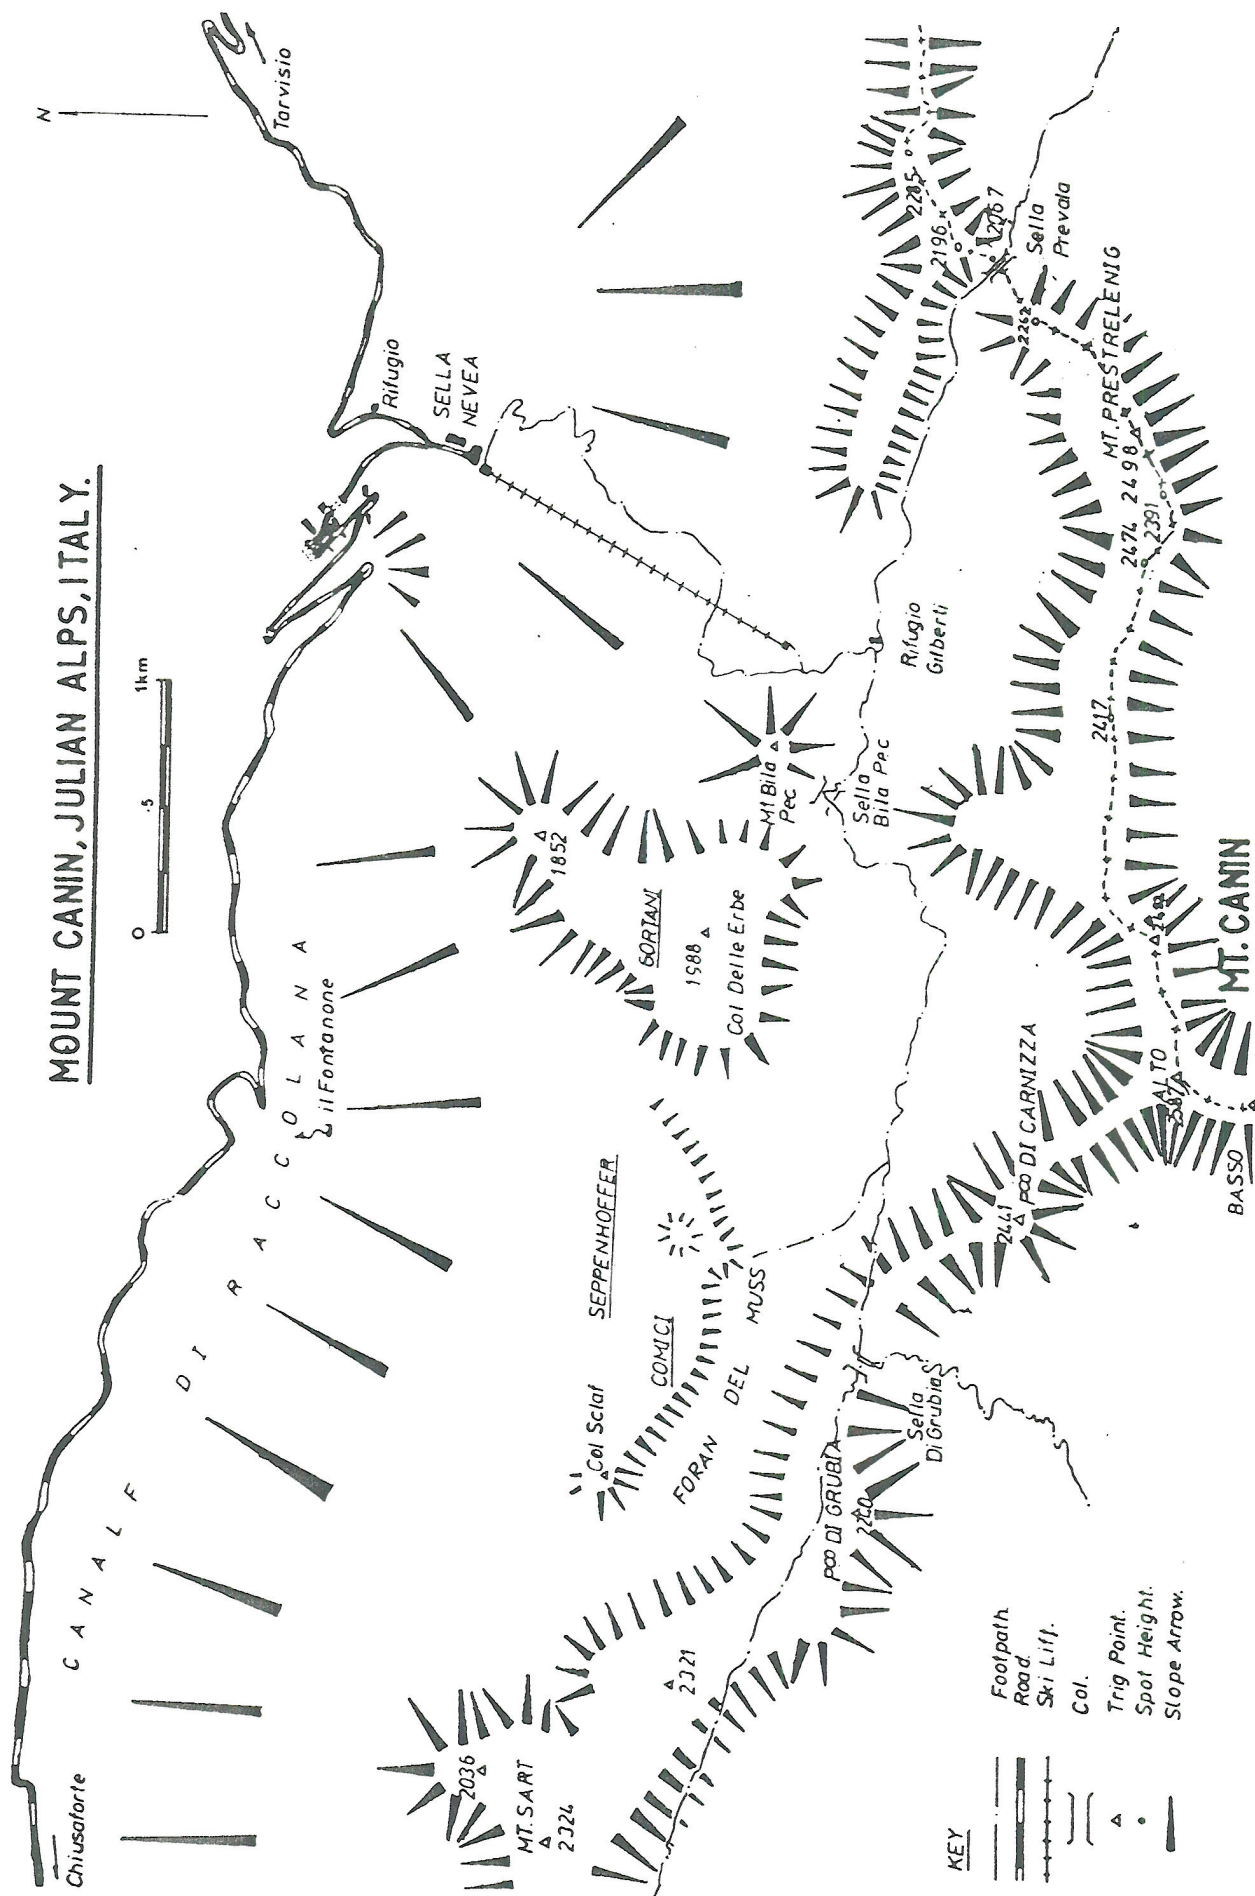 MOUNT CANIN, JULIAN ALPS, ITALY.
0 .5 1km
N
Tarvisio
Chiusaforte
CANALE DI RACCOLANA
il Fontanone
Rifugio
SELLA
NEVEA
2036
MT. SART
2324
2321
Col Sclaf
COMICI
SEPPENHOFFER
FORAN DEL MUSS
GORTANI
1852
1988
Col Delle Erbe
Mt Bila
Pec
Sella
Bila Pec
Rifugio
Gilberti
PCO DI GRUBIA
2240
Sella
Di Grubia
2441
PCO DI CARNIZZA
ALTO
2587
BASSO
MT. CANIN
2417
2474
2391
2498
MT. PRESTRELENIG
2262
Sella
Prevala
2067
2196
KEY
Footpath.
Road.
Ski Lift.
Col.
Trig Point.
Spot Height.
Slope Arrow.